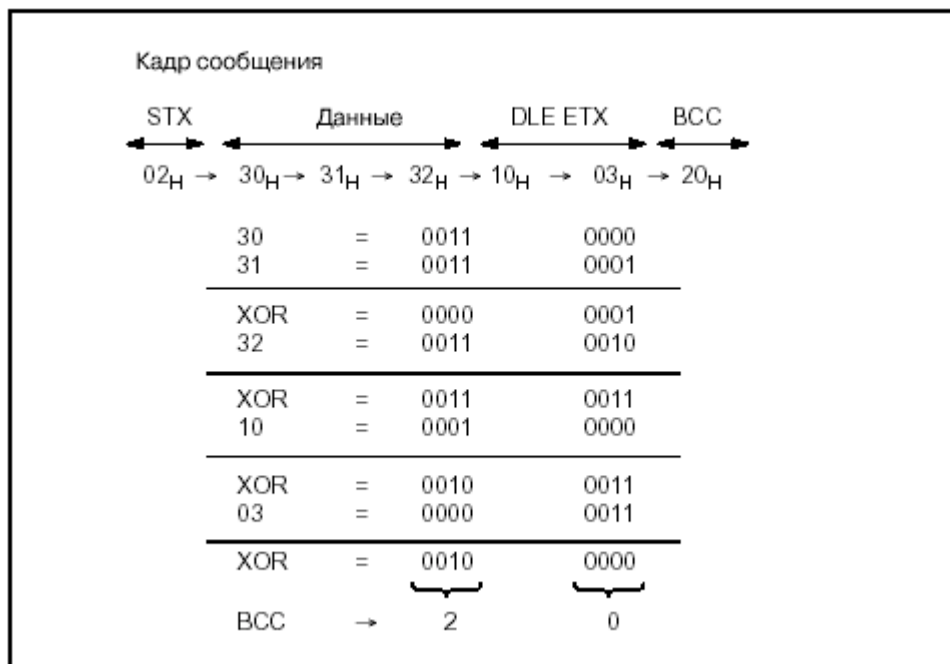 Кадр сообщения
STX Данные DLE ETX BCC
02H → 30H → 31H → 32H → 10H → 03H → 20H
30 = 0011 0000
31 = 0011 0001
XOR = 0000 0001
32 = 0011 0010
XOR = 0011 0011
10 = 0001 0000
XOR = 0010 0011
03 = 0000 0011
XOR = 0010 0000
BCC → 2 0